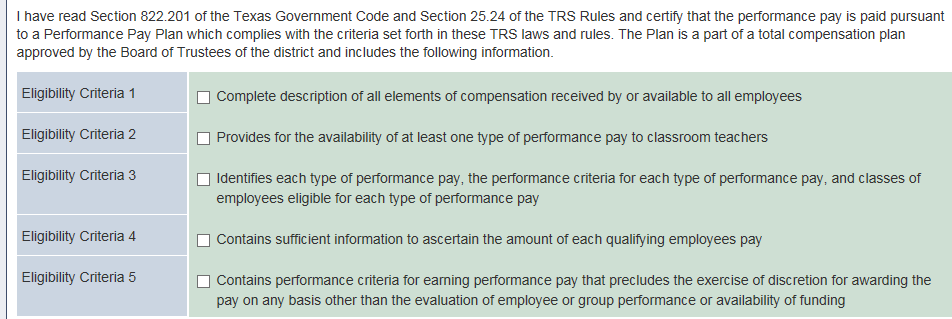 I have read Section 822.201 of the Texas Government Code and Section 25.24 of the TRS Rules and certify that the performance pay is paid pursuant
to a Performance Pay Plan which complies with the criteria set forth in these TRS laws and rules. The Plan is a part of a total compensation plan
approved by the Board of Trustees of the district and includes the following information.
Eligibility Criteria 1
Complete description of all elements of compensation received by or available to all employees
Eligibility Criteria 2
Provides for the availability of at least one type of performance pay to classroom teachers
Eligibility Criteria 3
Identifies each type of performance pay, the performance criteria for each type of performance pay, and classes of
employees eligible for each type of performance pay
Eligibility Criteria 4
Contains sufficient information to ascertain the amount of each qualifying employees pay
Eligibility Criteria 5
Contains performance criteria for earning performance pay that precludes the exercise of discretion for awarding the
pay on any basis other than the evaluation of employee or group performance or availability of funding